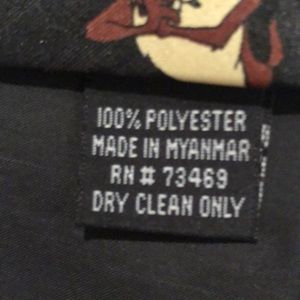 100% POLYESTER
MADE IN MYANMAR
RN # 73469
DRY CLEAN ONLY